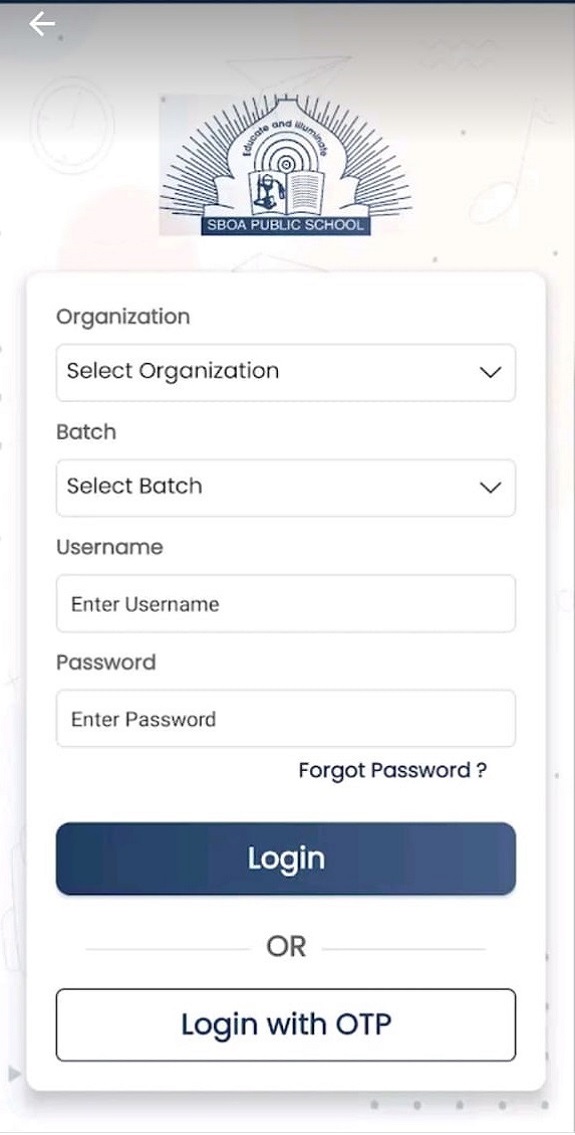 Educate and Illuminate
SBOA PUBLIC SCHOOL
Organization
Select Organization
Batch
Select Batch
Username
Enter Username
Password
Enter Password
Forgot Password ?
Login
OR
Login with OTP